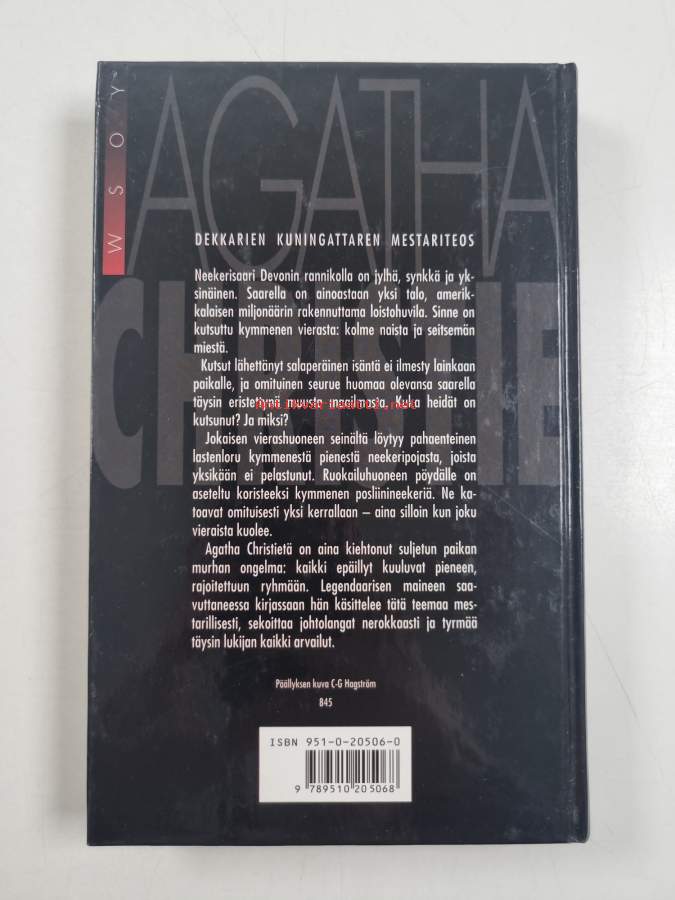 WSOY
AGATHA
CHRISTIE
DEKKARIEN KUNINGATTAREN MESTARITEOS
Neekerisaari Devonin rannikolla on jylhä, synkkä ja yk-
sinäinen. Saarella on ainoastaan yksi talo, amerik-
kalaisen miljonäärin rakennuttama loistohuvila. Sinne on
kutsuttu kymmenen vierasta: kolme naista ja seitsemän
miestä.
Kutsut lähettänyt salaperäinen isäntä ei ilmesty lainkaan
paikalle, ja omituinen seurue huomaa olevansa saarella
täysin eristettynä muusta maailmasta. Kuka heidät on
antikvariaatti.net
kutsunut? Ja miksi?
Jokaisen vierashuoneen seinältä löytyy pahaenteinen
lastenloru kymmenestä pienestä neekeripojasta, joista
yksikään ei pelastunut. Ruokailuhuoneen pöydälle on
aseteltu koristeeksi kymmenen posliinineekeriä. Ne ka-
toavat omituisesti yksi kerrallaan – aina silloin kun joku
vieraista kuolee.
Agatha Christietä on aina kiehtonut suljetun paikan
murhan ongelma: kaikki epäillyt kuuluvat pieneen,
rajoitettuun ryhmään. Legendaarisen maineen saa-
vuttaneessa kirjassaan hän käsittelee tätä teemaa mes-
tarillisesti, sekoittaa johtolangat nerokkaasti ja tyrmää
täysin lukijan kaikki arvailut.
Päällyksen kuva C-G Hagström
845
ISBN 951-0-20506-0
9 789510 205068